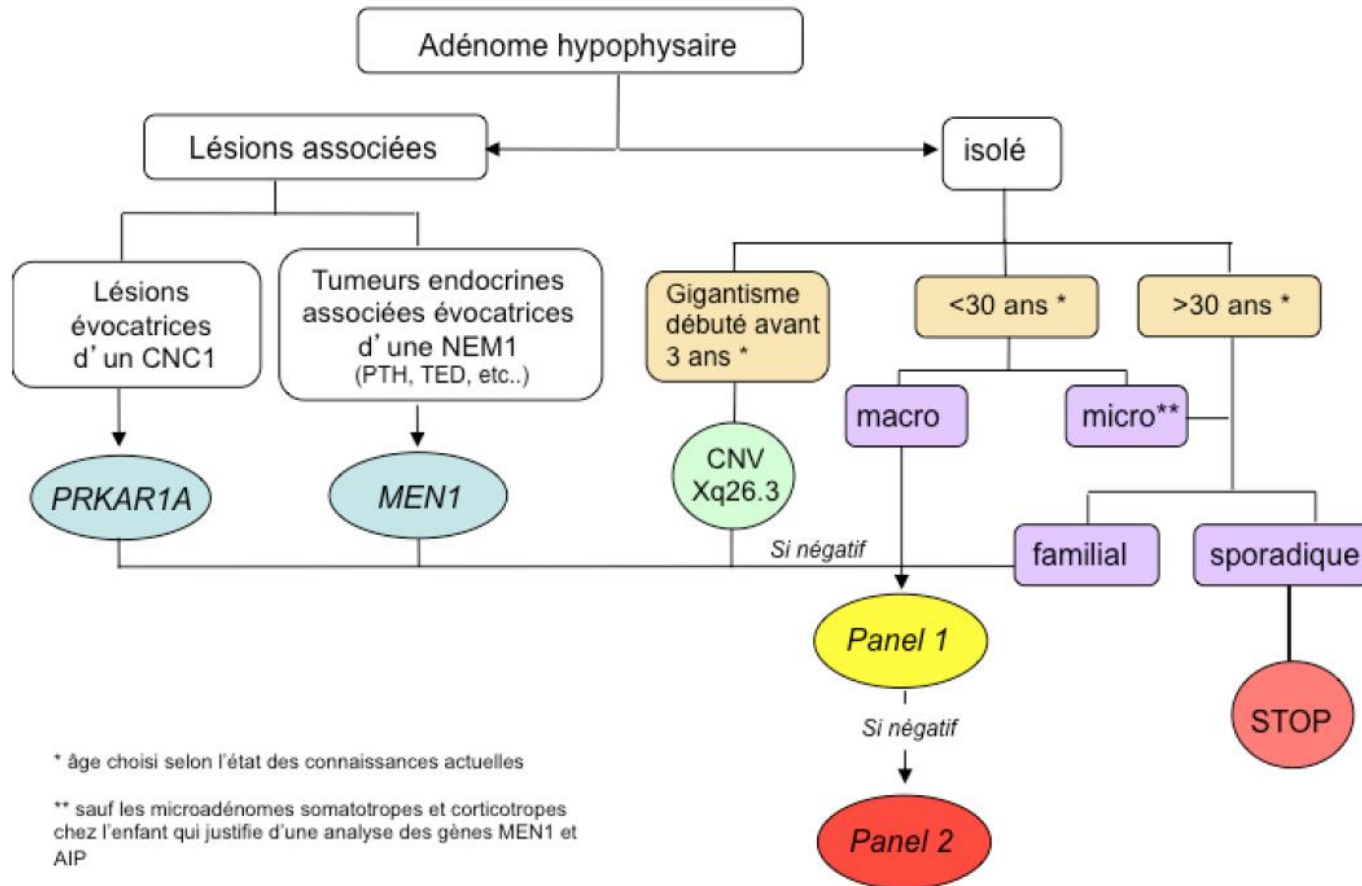 Adénome hypophysaire
Lésions associées
isolé
Lésions
évocatrices
d’un CNC1
Tumeurs endocrines
associées évocatrices
d’une NEM1
(PTH, TED, etc..)
Gigantisme
débuté avant
3 ans *
<30 ans *
>30 ans *
macro
micro**
PRKAR1A
MEN1
CNV
Xq26.3
Si négatif
familial
sporadique
Panel 1
Si négatif
STOP
Panel 2
* âge choisi selon l’état des connaissances actuelles
** sauf les microadénomes somatotropes et corticotropes
chez l’enfant qui justifie d’une analyse des gènes MEN1 et
AIP